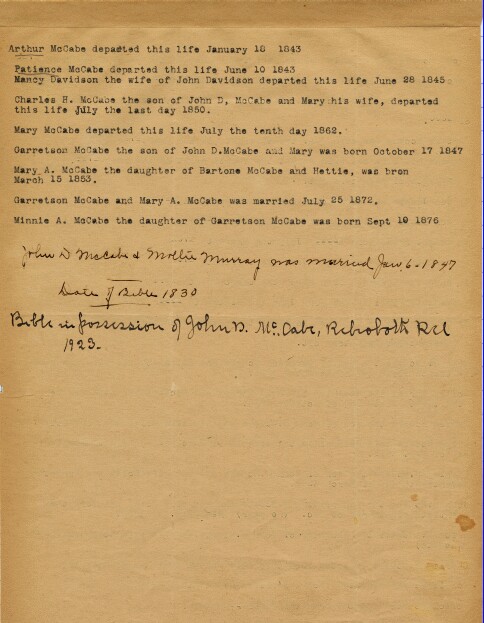 Arthur McCabe departed this life January 18 1843
Patience McCabe departed this life June 10 1843
Nancy Davidson the wife of John Davidson departed this life June 28 1845
Charles H. McCabe the son of John D, McCabe and Mary his wife, departed
this life july the last day 1850.
Mary McCabe departed this life July the tenth day 1862.
Garretson McCabe the son of John D.McCabe and Mary was born October 17 1847
Mary A. McCabe the daughter of Bartone McCabe and Hettie, was bron
March 15 1853.
Garretson McCabe and Mary A. McCabe was married July 25 1872.
Minnie A. McCabe the daughter of Garretson McCabe was born Sept 10 1876
John D McCabe & Mollie Murray was married Jan. 6 - 1847
Date of Bible 1830
Bible in possession of John D. McCabe, Rehoboth
1923.